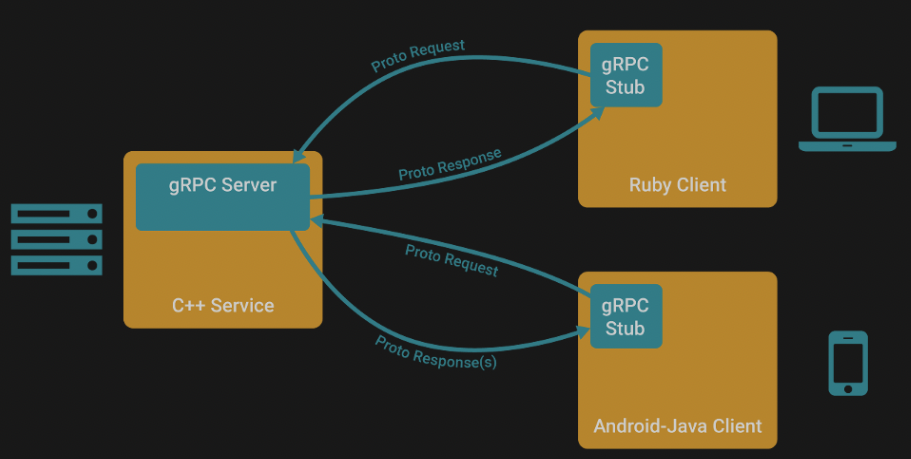 Proto Request
gRPC
Stub
Proto Response
Ruby Client
gRPC Server
C++ Service
Proto Request
gRPC
Stub
Proto Response(s)
Android-Java Client